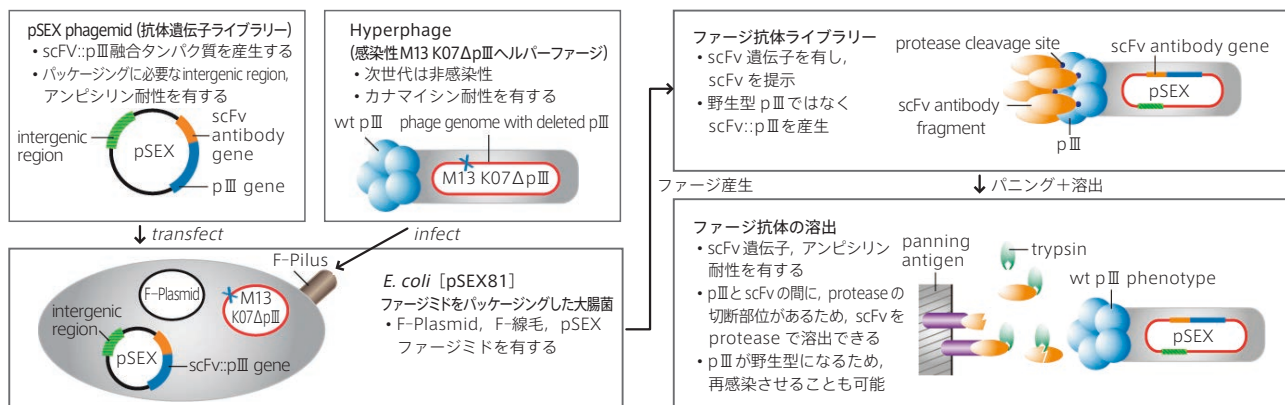 pSEX phagemid (抗体遺伝子ライブラリー)
・scFV::pⅢ融合タンパク質を産生する
・パッケージングに必要なintergenic region,
アンピシリン耐性を有する
intergenic
region
pSEX
scFv
antibody
gene
pⅢ gene
transfect
Hyperphage
(感染性M13 K07ΔpⅢヘルパーファージ)
・次世代は非感染性
・カナマイシン耐性を有する
wt pⅢ
phage genome with deleted pⅢ
M13 K07ΔpⅢ
infect
F-Pilus
F-Plasmid
M13
K07ΔpⅢ
intergenic
region
pSEX
scFv::pⅢ gene
E. coli [pSEX81]
ファージミドをパッケージングした大腸菌
・F-Plasmid, F-線毛, pSEX
ファージミドを有する
ファージ産生
ファージ抗体ライブラリー
・scFv 遺伝子を有し,
scFv を提示
・野生型 pⅢではなく
scFv::pⅢを産生
protease cleavage site
scFv antibody gene
pSEX
scFv antibody
fragment
pⅢ
パニング+溶出
ファージ抗体の溶出
・scFv 遺伝子, アンピシリン
耐性を有する
・pⅢとscFvの間に, proteaseの
切断部位があるため, scFvを
protease で溶出できる
・pⅢが野生型になるため,
再感染させることも可能
panning
antigen
trypsin
wt pⅢ phenotype
pSEX